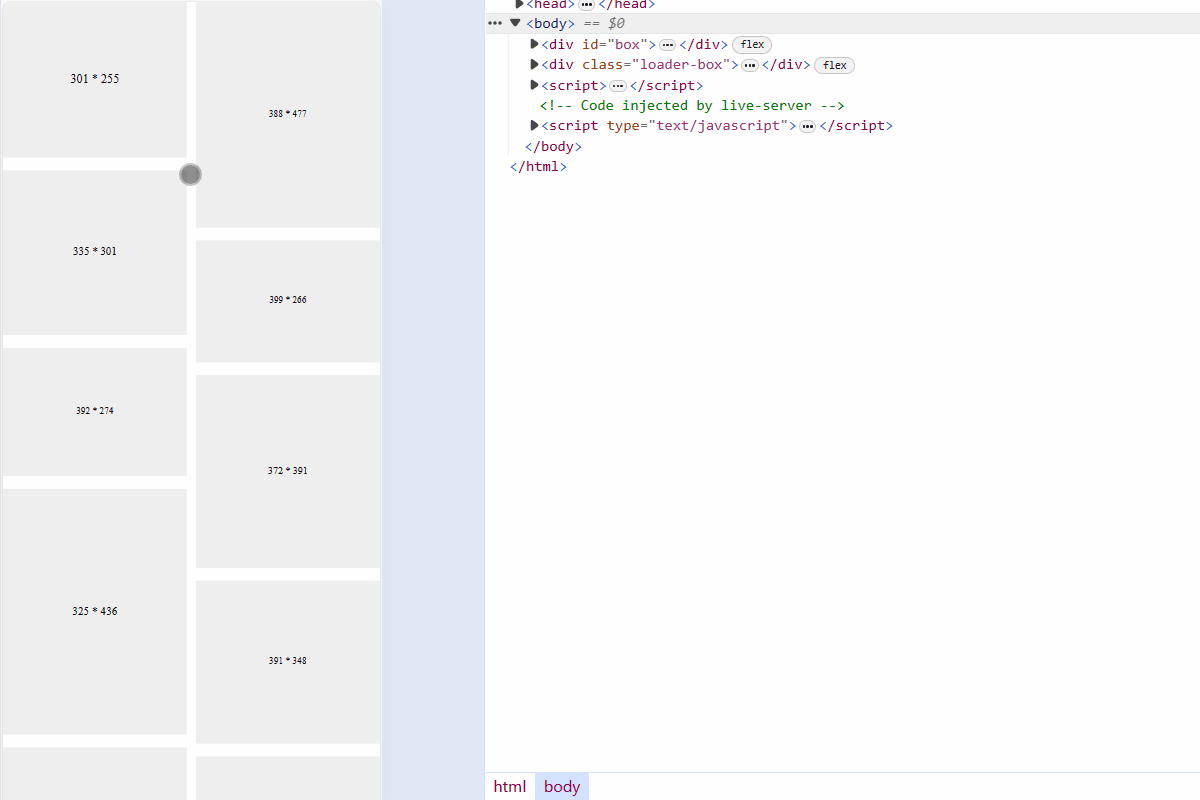 301 * 255
388 * 477
335 * 301
399 * 266
392 * 274
372 * 391
325 * 436
391 * 348
<head> ⋯ </head>
⋯ <body> == $0
<div id="box"> ⋯ </div> flex
<div class="loader-box"> ⋯ </div> flex
<script> ⋯ </script>
<!-- Code injected by live-server -->
<script type="text/javascript"> ⋯ </script>
</body>
</html>
html body